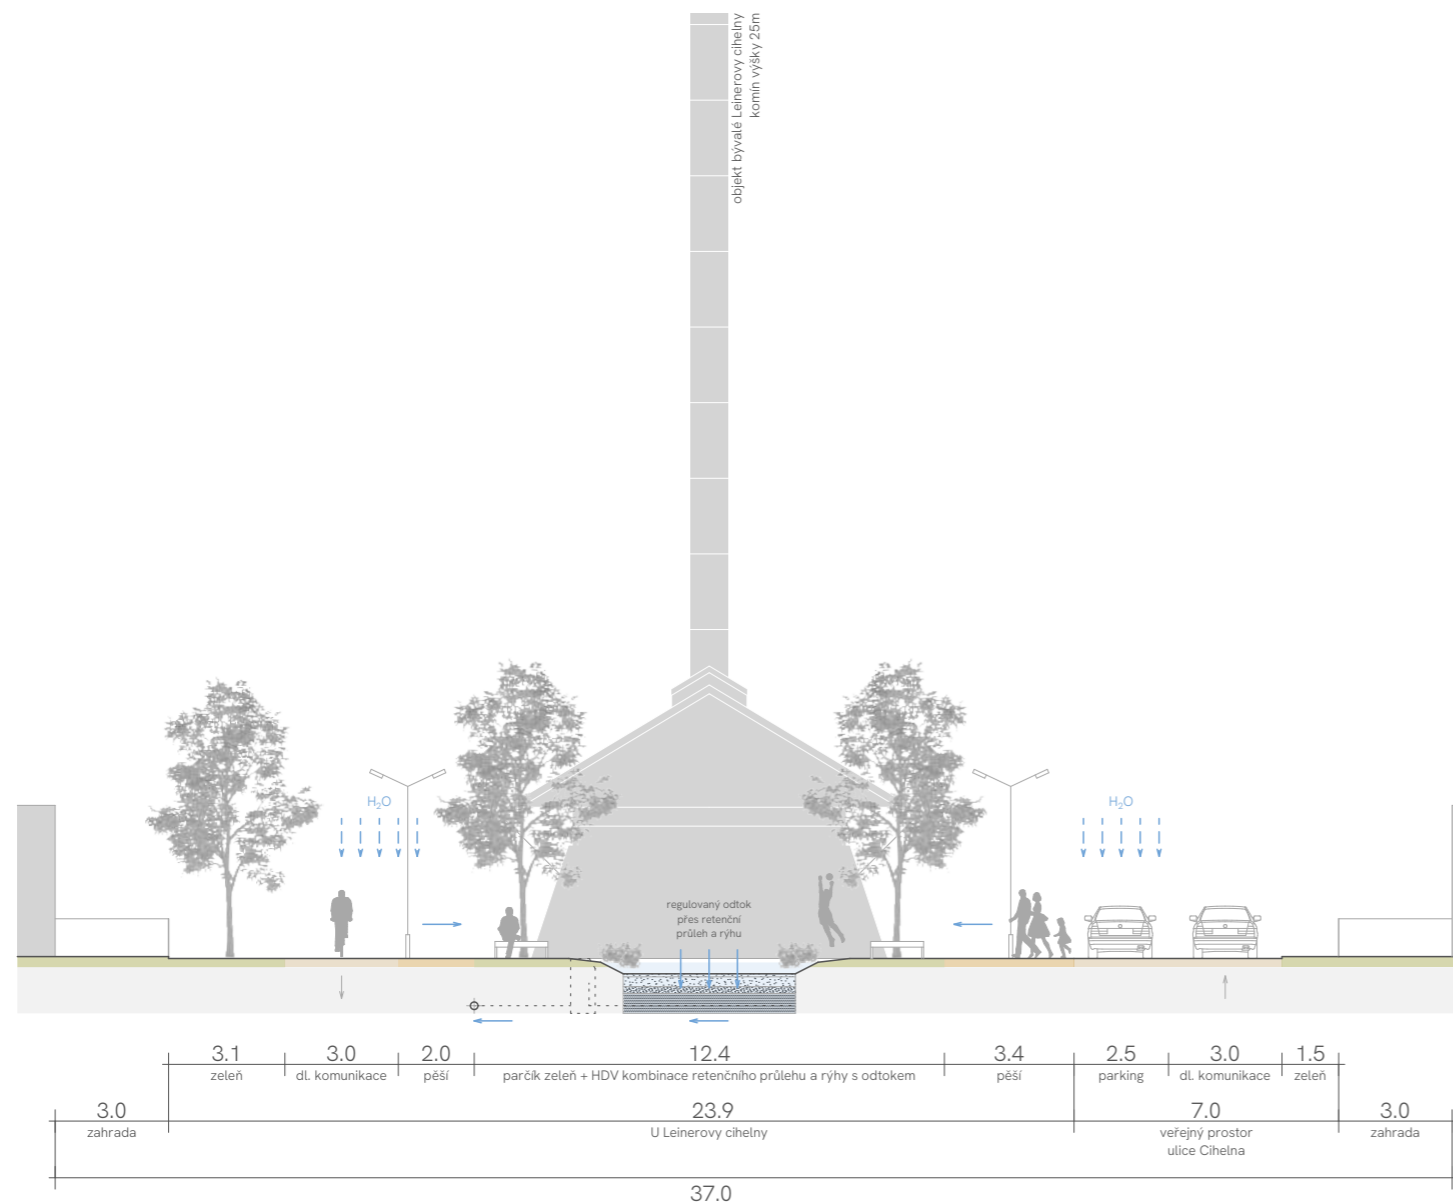 objekt bývalé Leinerovy cihelny
komín výšky 25m
H₂O
H₂O
regulovaný odtok
přes retenční
průleh a rýhu
3.1
zeleň
3.0
dl. komunikace
2.0
pěší
12.4
parčík zeleň + HDV kombinace retenčního průlehu a rýhy s odtokem
3.4
pěší
2.5
parking
3.0
dl. komunikace
1.5
zeleň
3.0
zahrada
23.9
U Leinerovy cihelny
7.0
veřejný prostor
ulice Cihelna
3.0
zahrada
37.0